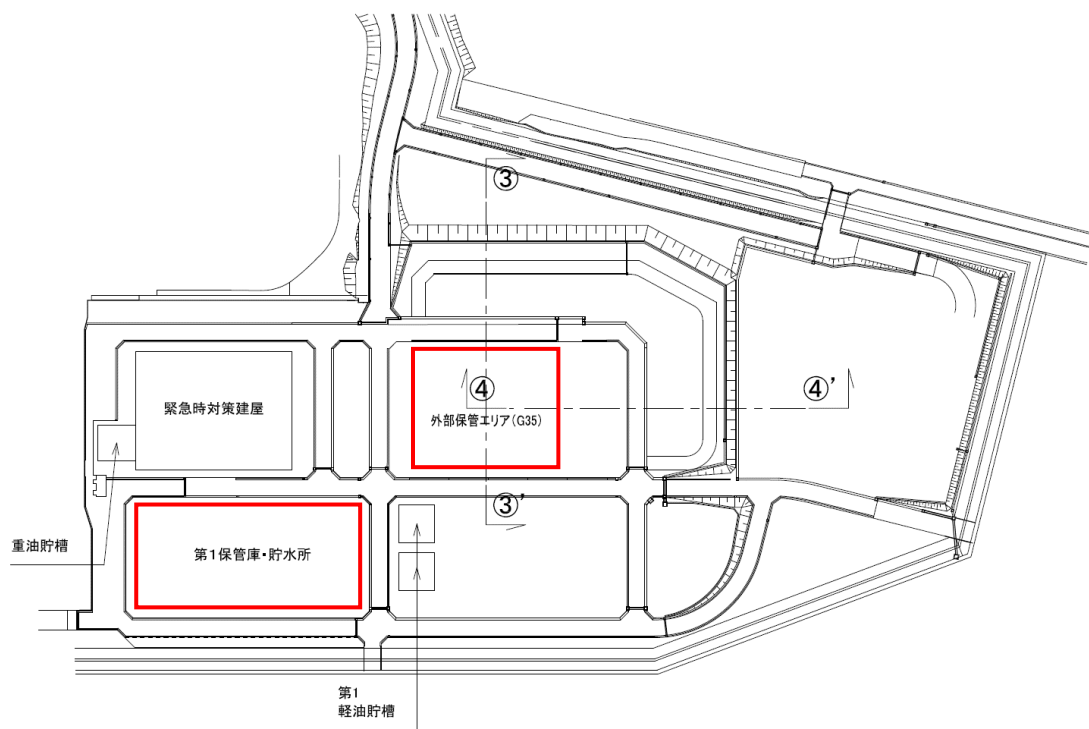 ③
緊急時対策建屋
④
④'
外部保管エリア(G35)
③'
重油貯槽
第1保管庫・貯水所
第1
軽油貯槽